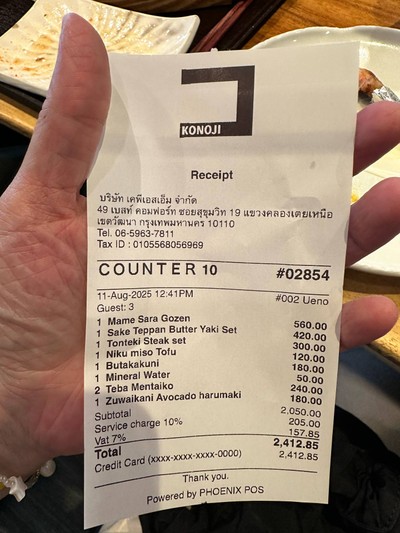 KONOJI
Receipt
บริษัท เคพีเอสเอ็ม จำกัด
49 เบลท์ คอมฟอร์ท ซอยสุขุมวิท 19 แขวงคลองเตยเหนือ
เขตวัฒนา กรุงเทพมหานคร 10110
Tel. 06-5963-7811
Tax ID : 0105568056969
COUNTER 10 #02854
11-Aug-2025 12:41PM #002 Ueno
Guest: 3
1 Mame Sara Gozen 560.00
1 Sake Teppan Butter Yaki Set 420.00
1 Tonteki Steak set 300.00
1 Niku miso Tofu 120.00
1 Butakakuni 180.00
1 Mineral Water 50.00
2 Teba Mentaiko 240.00
1 Zuwaikani Avocado harumaki 180.00
Subtotal 2,050.00
Service charge 10% 205.00
Vat 7% 157.85
Total 2,412.85
Credit Card (xxxx-xxxx-xxxx-0000) 2,412.85
Thank you.
Powered by PHOENIX POS